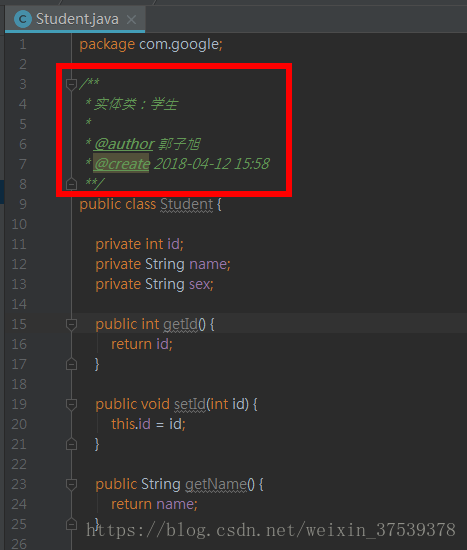 Student.java
1 package com.google;
2
3 /**
4 * 实体类：学生
5 *
6 * @author 郭子旭
7 * @create 2018-04-12 15:58
8 **/
9 public class Student {
10
11 private int id;
12 private String name;
13 private String sex;
14
15 public int getId() {
16 return id;
17 }
18
19 public void setId(int id) {
20 this.id = id;
21 }
22
23 public String getName() {
24 return name;
25 }
26
https://blog.csdn.net/weixin_37539378